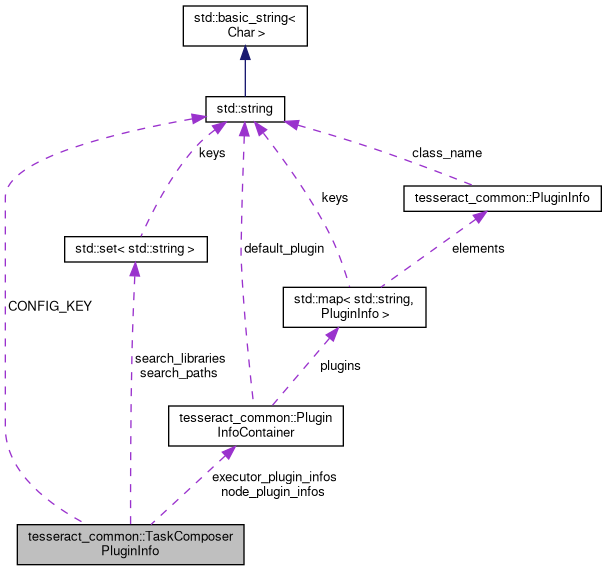 std::basic_string<
Char >
std::string
class_name
keys
tesseract_common::PluginInfo
keys
std::set< std::string >
default_plugin
elements
std::map< std::string,
PluginInfo >
CONFIG_KEY
search_libraries
search_paths
plugins
tesseract_common::Plugin
InfoContainer
executor_plugin_infos
node_plugin_infos
tesseract_common::TaskComposer
PluginInfo